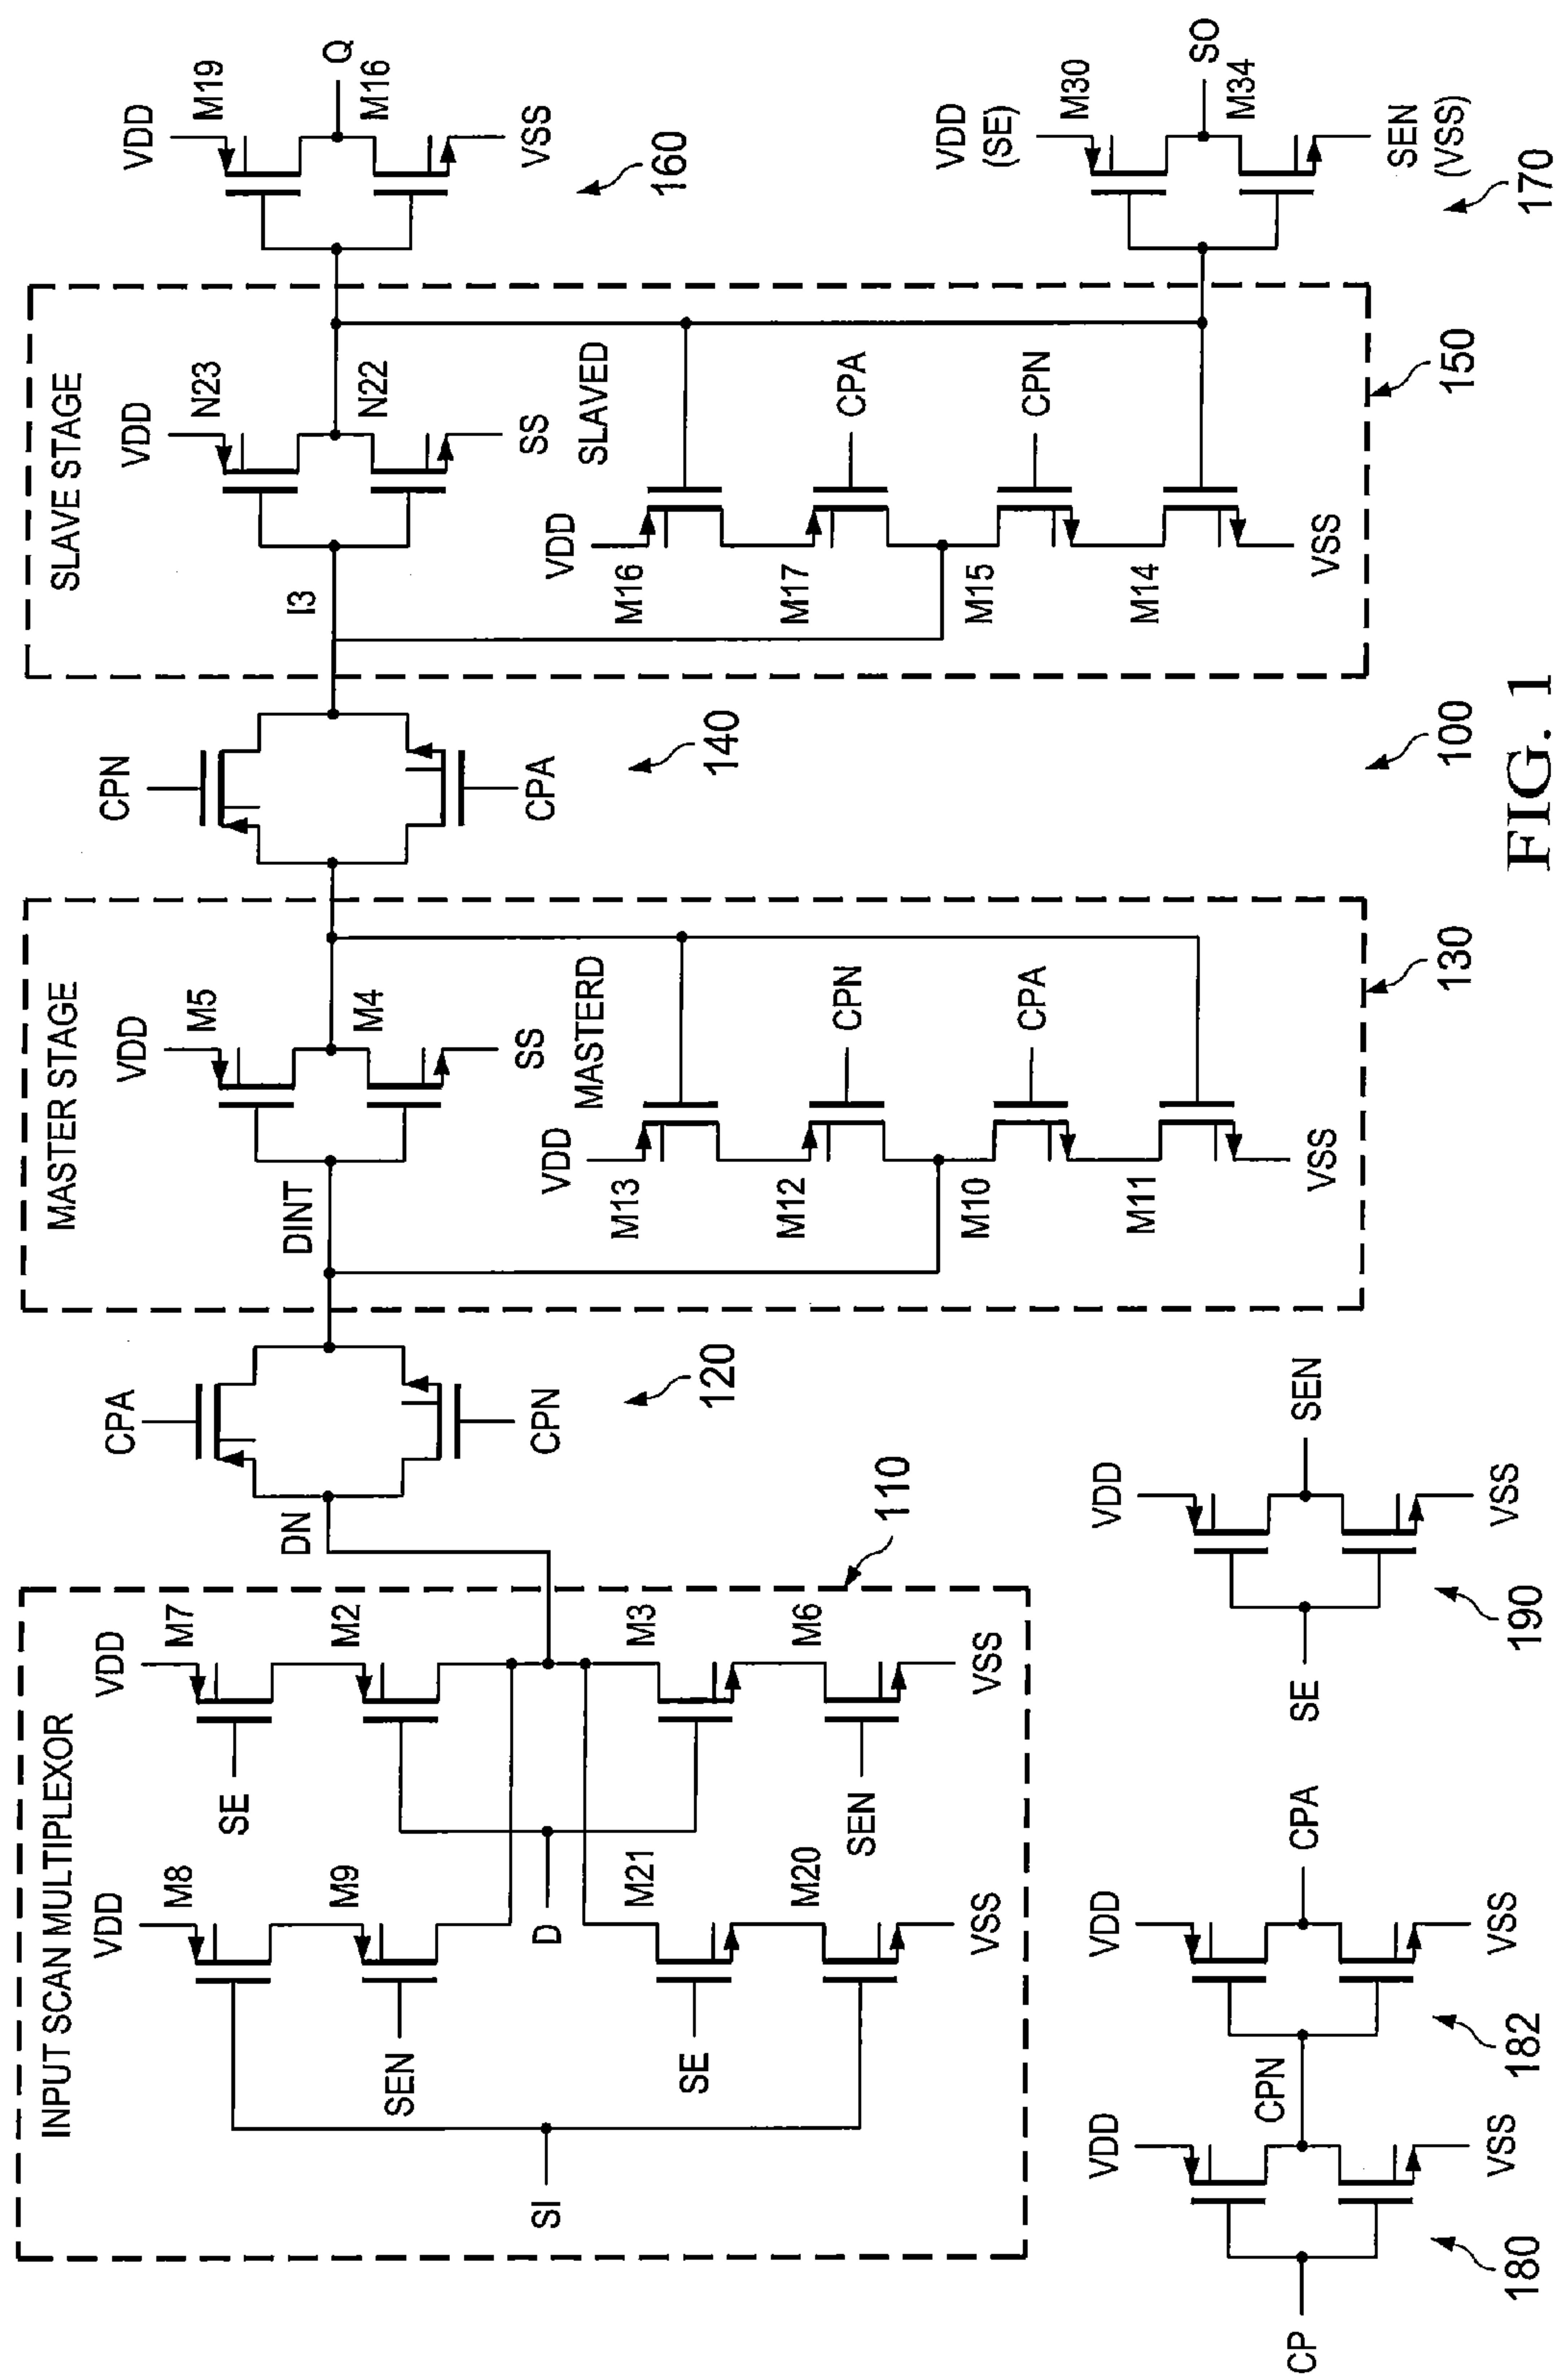 INPUT SCAN MULTIPLEXOR
VDD
M8
M9
SEN
SI
SE
M21
M20
VSS
VDD
M7
SE
M2
D
M3
M6
SEN
VSS
110
DN
CPA
CPN
120
MASTER STAGE
DINT
VDD
M5
M4
SS
MASTERD
VDD
M13
M12
CPN
M10
CPA
M11
VSS
130
CPN
CPA
140
SLAVE STAGE
I3
VDD
N23
N22
SS
SLAVED
VDD
M16
M17
CPA
M15
CPN
M14
VSS
150
VDD
M19
Q
M16
VSS
160
VDD
(SE)
M30
SO
M34
SEN
(VSS)
170
CP
VDD
VSS
180
CPN
VDD
CPA
VSS
182
SE
VDD
SEN
VSS
190
100
FIG. 1